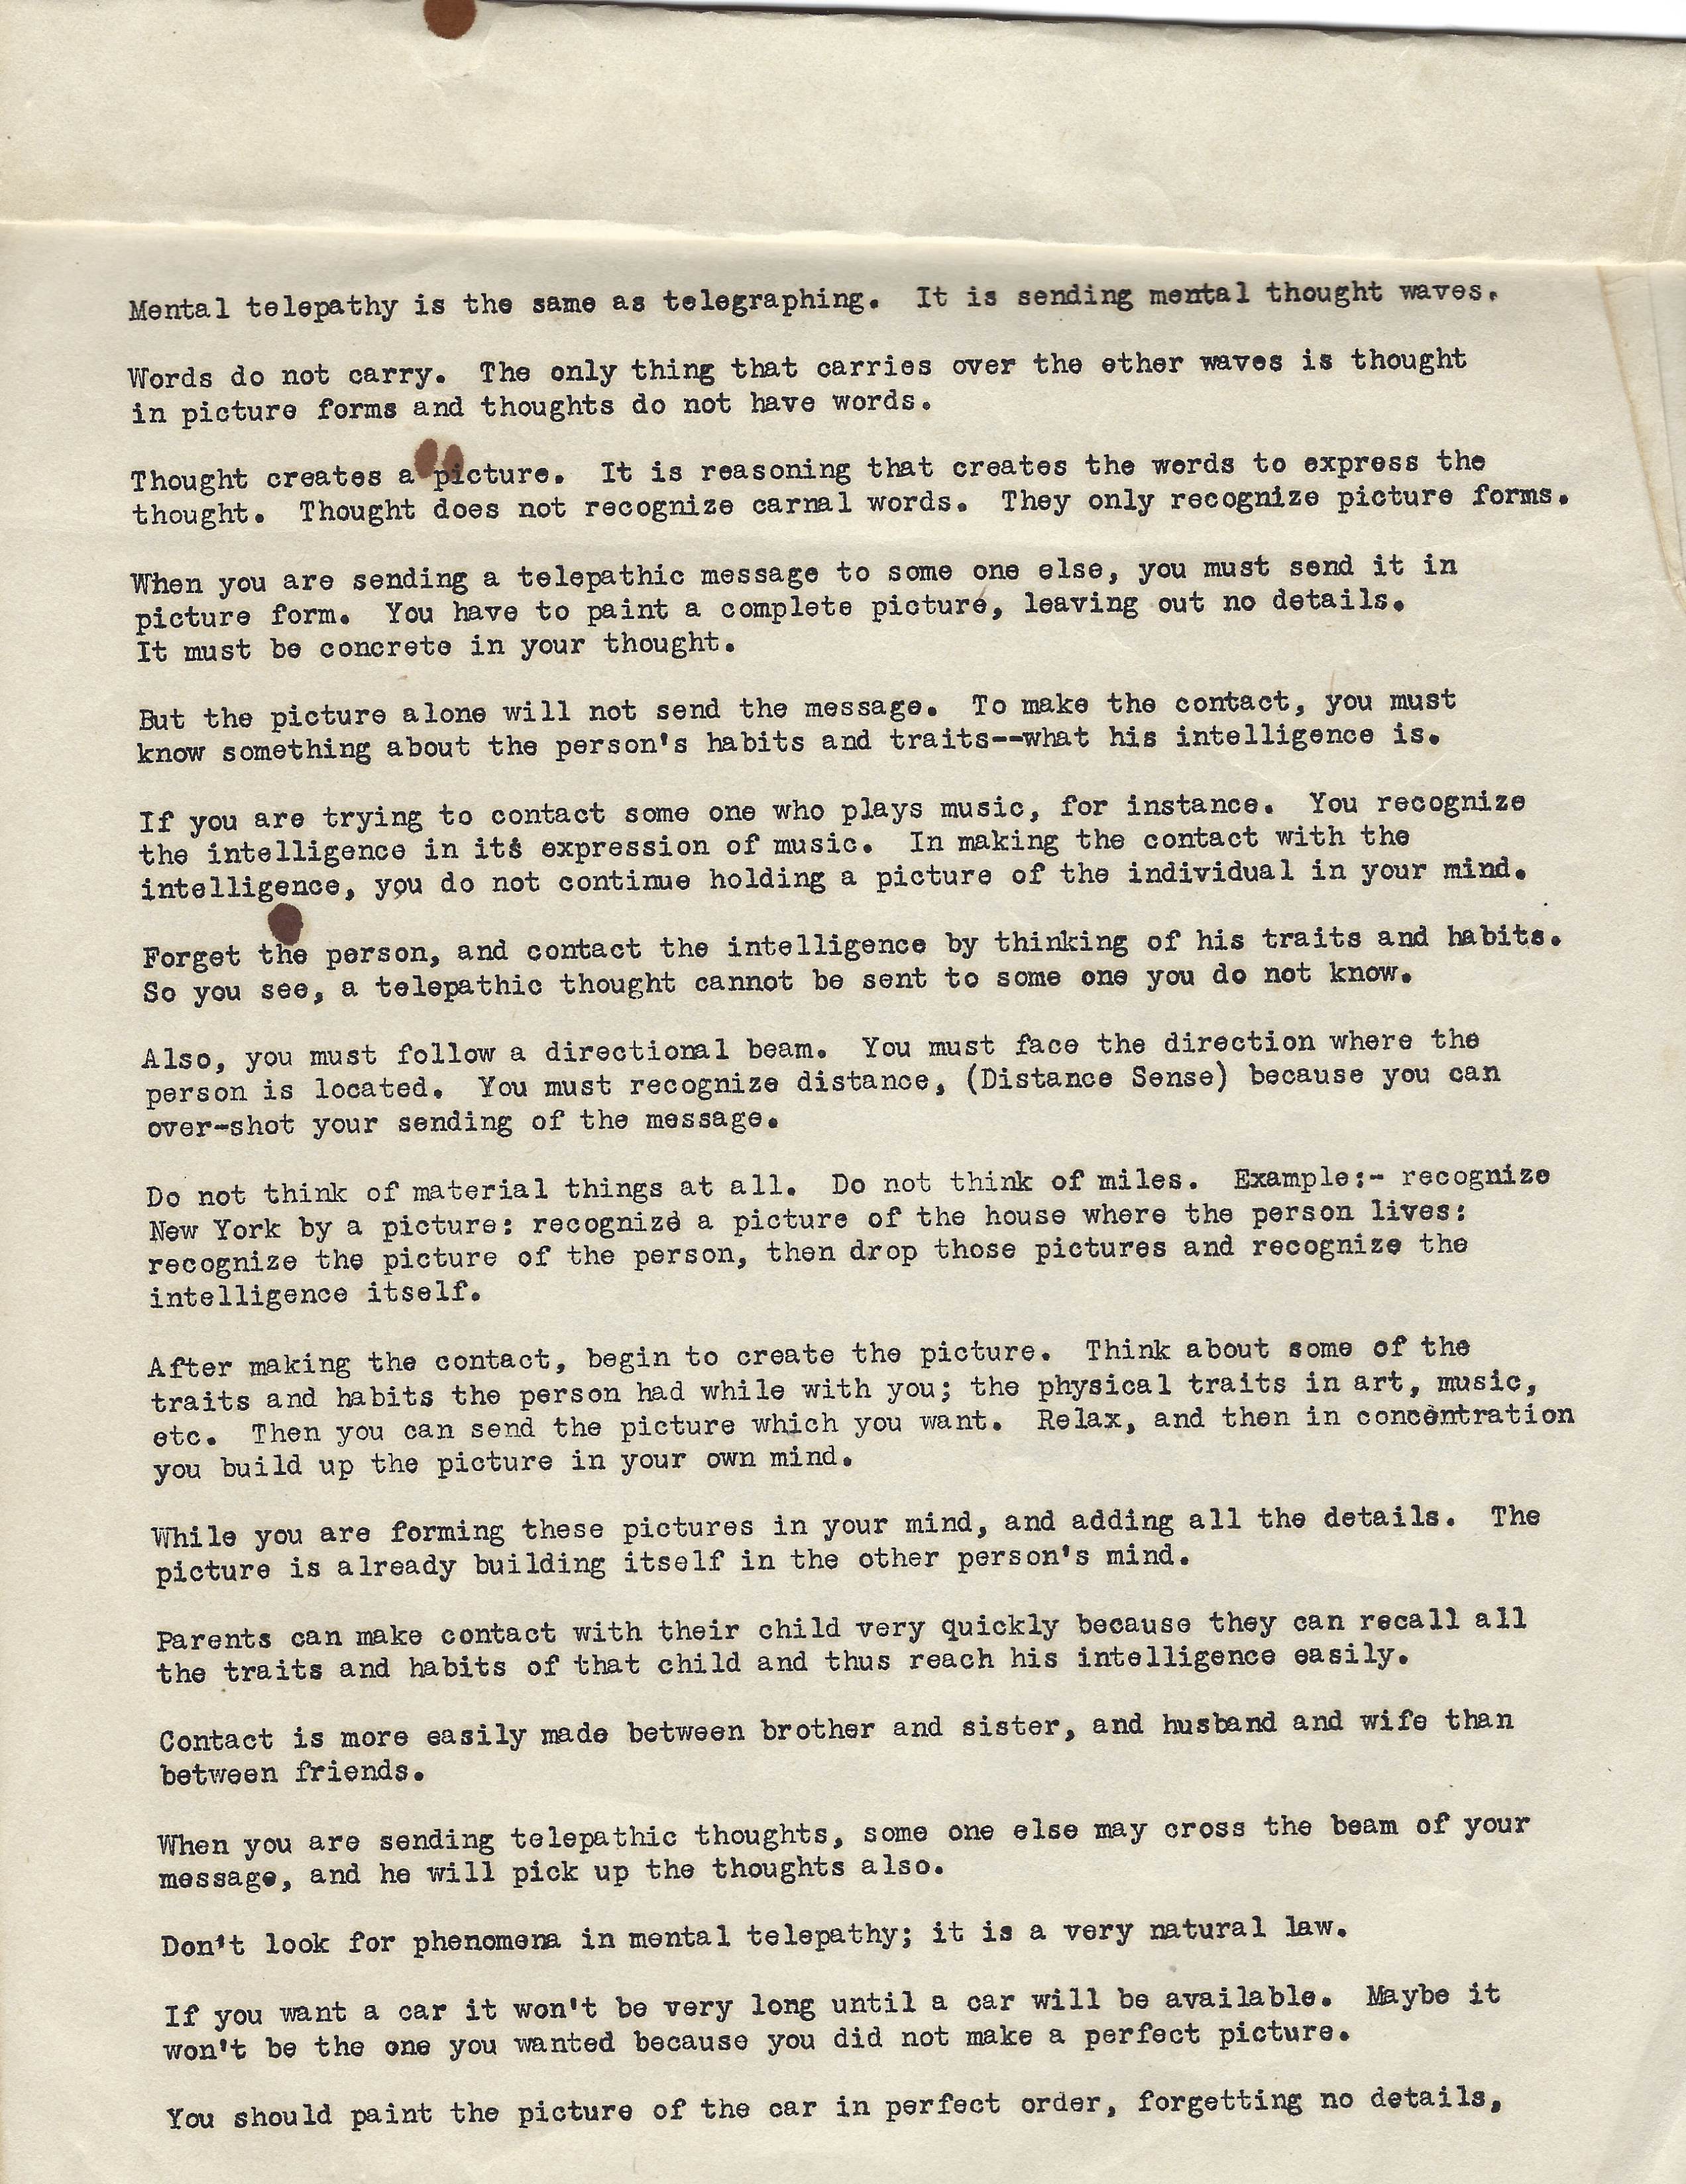 Mental telepathy is the same as telegraphing. It is sending mental thought waves.
Words do not carry. The only thing that carries over the ether waves is thought
in picture forms and thoughts do not have words.
Thought creates a picture. It is reasoning that creates the words to express the
thought. Thought does not recognize carnal words. They only recognize picture forms.
When you are sending a telepathic message to some one else, you must send it in
picture form. You have to paint a complete picture, leaving out no details.
It must be concrete in your thought.
But the picture alone will not send the message. To make the contact, you must
know something about the person's habits and traits--what his intelligence is.
If you are trying to contact some one who plays music, for instance. You recognize
the intelligence in its expression of music. In making the contact with the
intelligence, you do not continue holding a picture of the individual in your mind.
Forget the person, and contact the intelligence by thinking of his traits and habits.
So you see, a telepathic thought cannot be sent to some one you do not know.
Also, you must follow a directional beam. You must face the direction where the
person is located. You must recognize distance, (Distance Sense) because you can
over-shot your sending of the message.
Do not think of material things at all. Do not think of miles. Example:- recognize
New York by a picture: recognize a picture of the house where the person lives:
recognize the picture of the person, then drop those pictures and recognize the
intelligence itself.
After making the contact, begin to create the picture. Think about some of the
traits and habits the person had while with you; the physical traits in art, music,
etc. Then you can send the picture which you want. Relax, and then in concentration
you build up the picture in your own mind.
While you are forming these pictures in your mind, and adding all the details. The
picture is already building itself in the other person's mind.
Parents can make contact with their child very quickly because they can recall all
the traits and habits of that child and thus reach his intelligence easily.
Contact is more easily made between brother and sister, and husband and wife than
between friends.
When you are sending telepathic thoughts, some one else may cross the beam of your
message, and he will pick up the thoughts also.
Don't look for phenomena in mental telepathy; it is a very natural law.
If you want a car it won't be very long until a car will be available. Maybe it
won't be the one you wanted because you did not make a perfect picture.
You should paint the picture of the car in perfect order, forgetting no details,